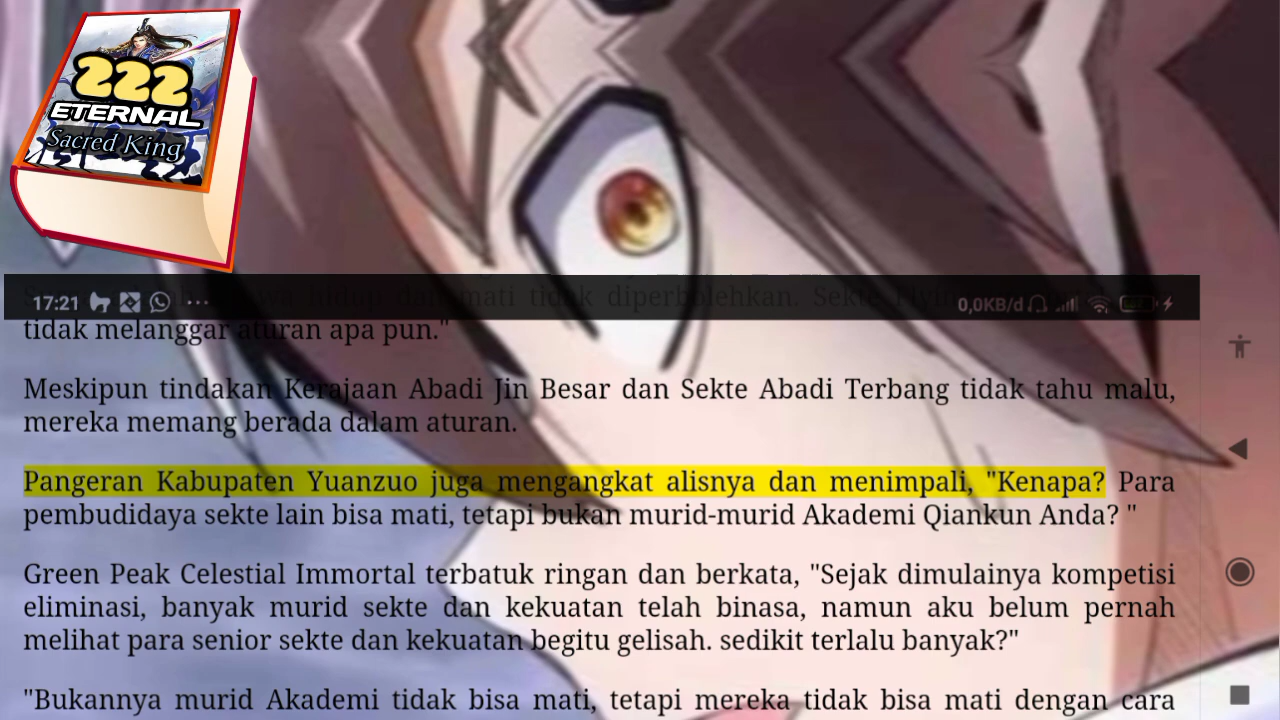 222
ETERNAL
Sacred King
17:21
0,0KB/d
hidup dan mati tidak diperbolehkan.
tidak melanggar aturan apa pun."
Meskipun tindakan Kerajaan Abadi Jin Besar dan Sekte Abadi Terbang tidak tahu malu,
mereka memang berada dalam aturan.
Pangeran Kabupaten Yuanzuo juga mengangkat alisnya dan menimpali, "Kenapa? Para
pembudidaya sekte lain bisa mati, tetapi bukan murid-murid Akademi Qiankun Anda? "
Green Peak Celestial Immortal terbatuk ringan dan berkata, "Sejak dimulainya kompetisi
eliminasi, banyak murid sekte dan kekuatan telah binasa, namun aku belum pernah
melihat para senior sekte dan kekuatan begitu gelisah. sedikit terlalu banyak?"
"Bukannya murid Akademi tidak bisa mati, tetapi mereka tidak bisa mati dengan cara